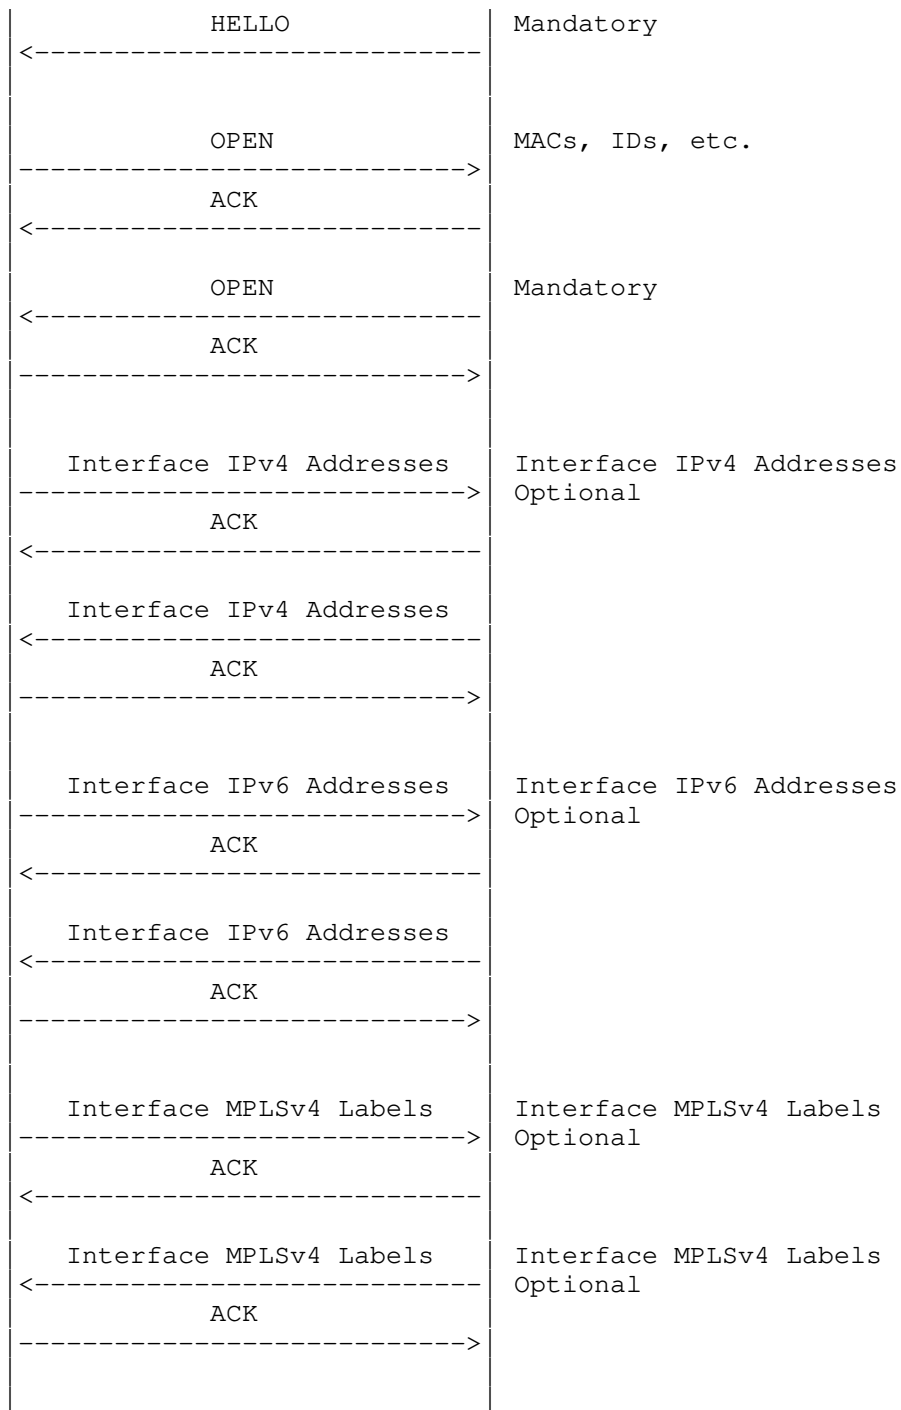 HELLO Mandatory
<----------------------------
OPEN MACs, IDs, etc.
---------------------------->
ACK
<----------------------------
OPEN Mandatory
<----------------------------
ACK
---------------------------->
Interface IPv4 Addresses Interface IPv4 Addresses
----------------------------> Optional
ACK
<----------------------------
Interface IPv4 Addresses
<----------------------------
ACK
---------------------------->
Interface IPv6 Addresses Interface IPv6 Addresses
----------------------------> Optional
ACK
<----------------------------
Interface IPv6 Addresses
<----------------------------
ACK
---------------------------->
Interface MPLSv4 Labels Interface MPLSv4 Labels
----------------------------> Optional
ACK
<----------------------------
Interface MPLSv4 Labels Interface MPLSv4 Labels
<---------------------------- Optional
ACK
---------------------------->